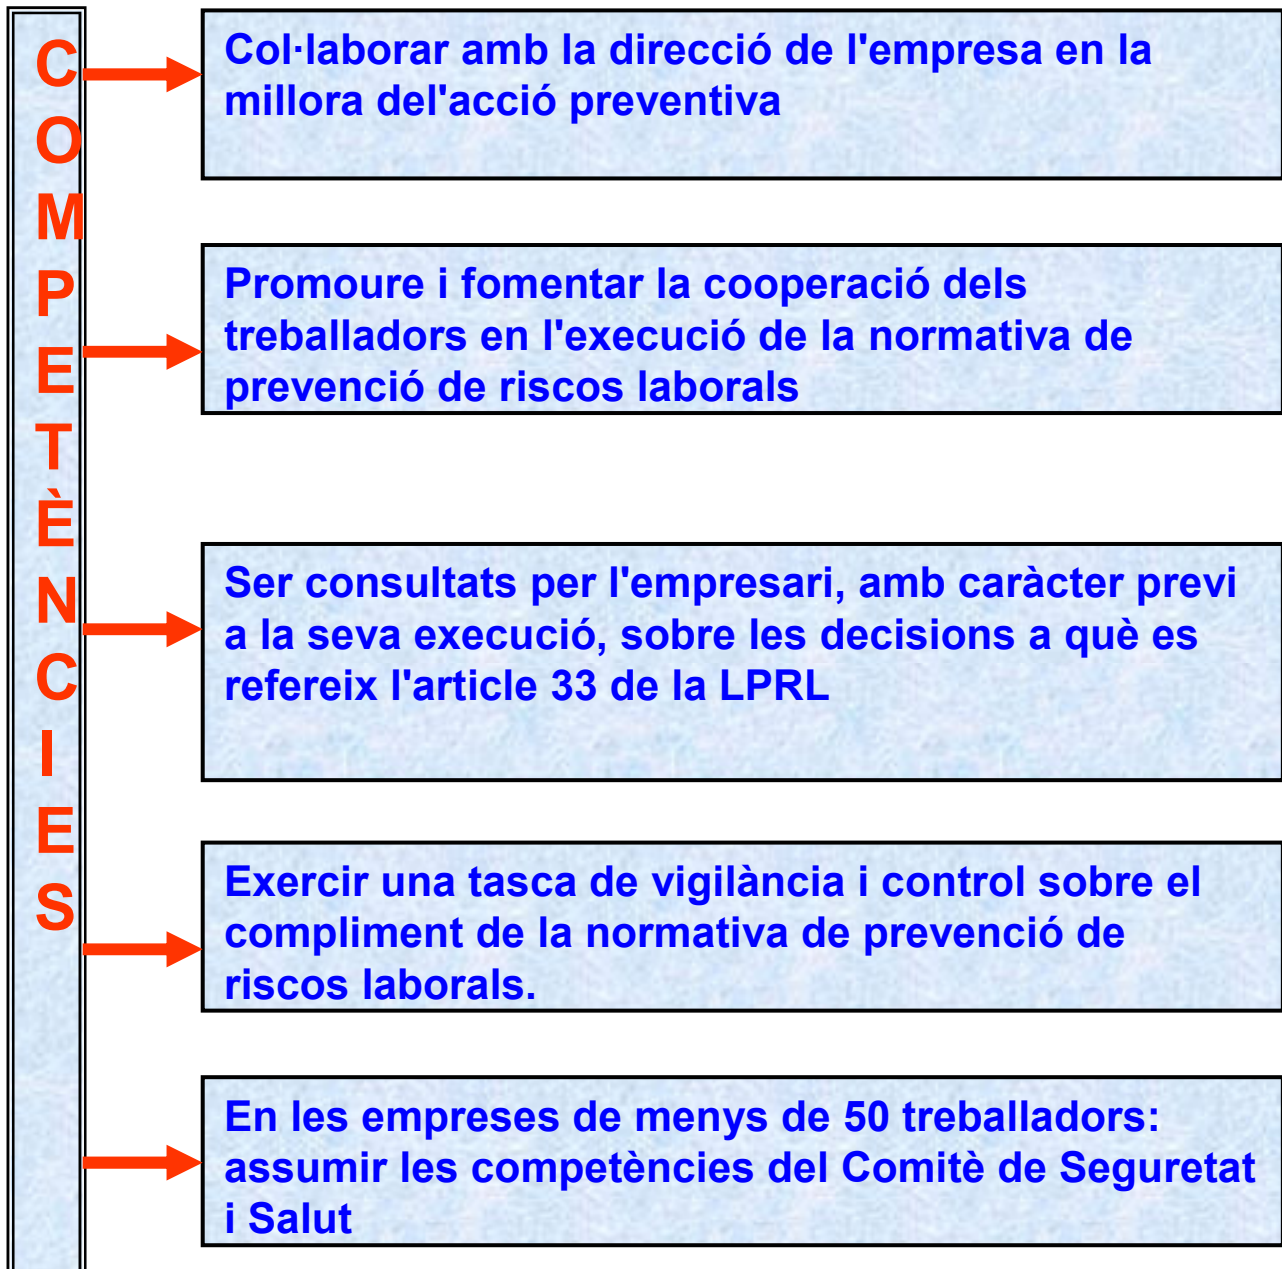 COMPETÈNCIES
Col·laborar amb la direcció de l'empresa en la
millora del'acció preventiva
Promoure i fomentar la cooperació dels
treballadors en l'execució de la normativa de
prevenció de riscos laborals
Ser consultats per l'empresari, amb caràcter previ
a la seva execució, sobre les decisions a què es
refereix l'article 33 de la LPRL
Exercir una tasca de vigilància i control sobre el
compliment de la normativa de prevenció de
riscos laborals.
En les empreses de menys de 50 treballadors:
assumir les competències del Comitè de Seguretat
i Salut